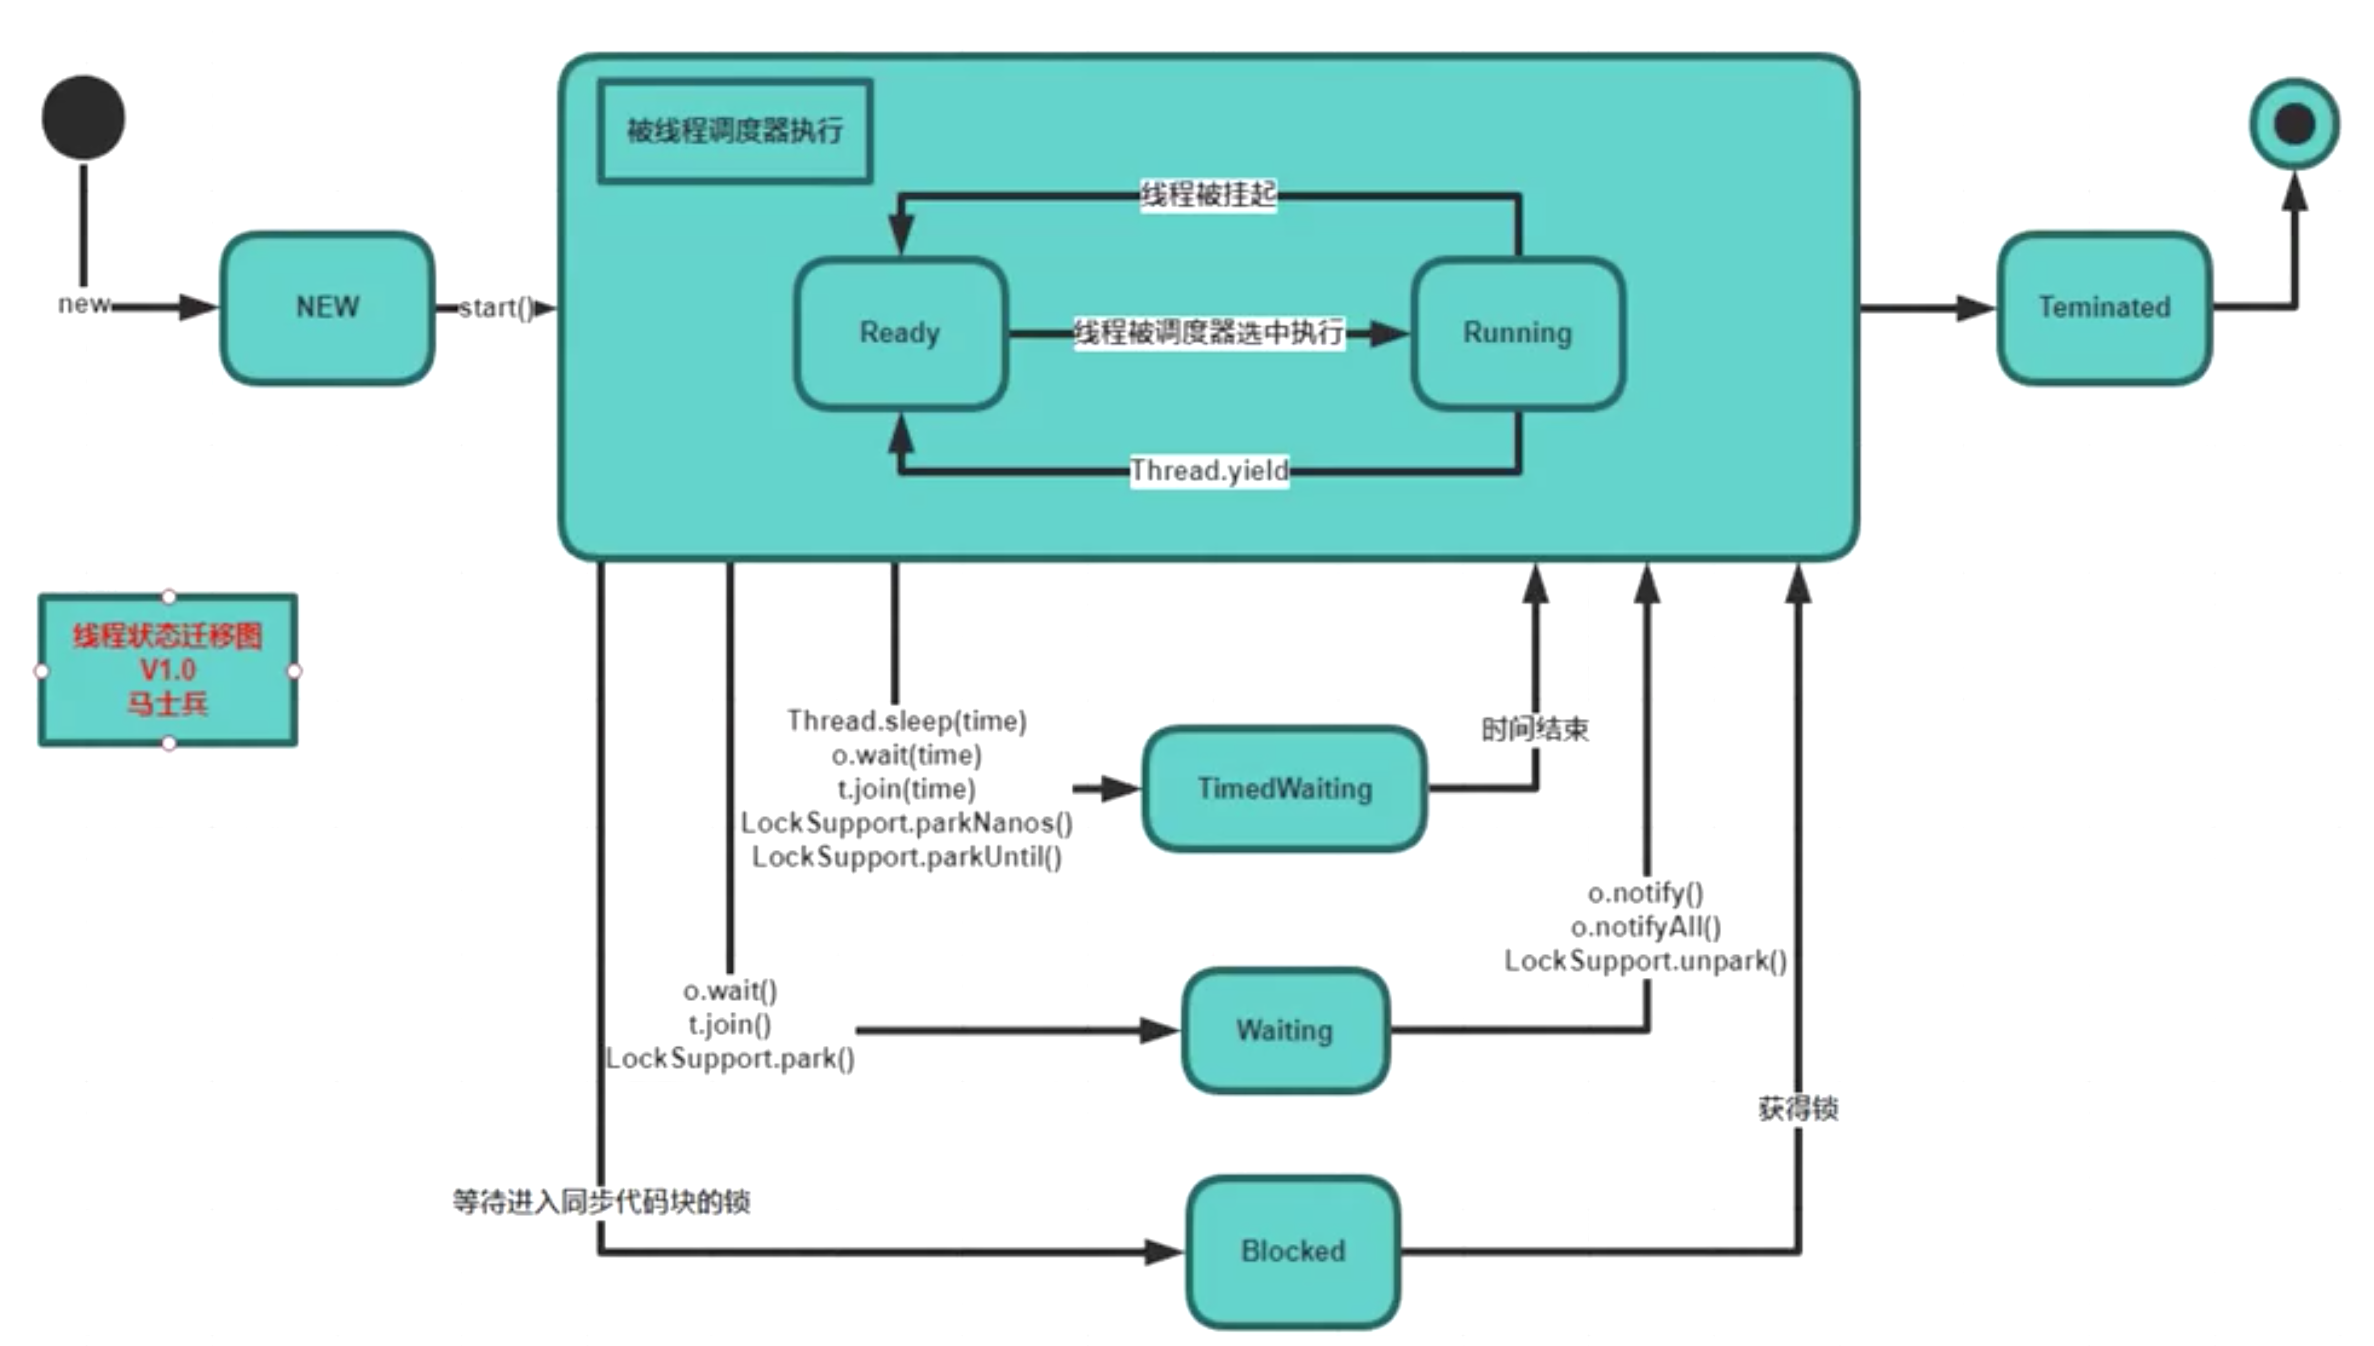 被线程调度器执行
线程被挂起
new
NEW
start()
Ready
线程被调度器选中执行
Running
Teminated
Thread.yield
线程状态迁移图
V1.0
马士兵
Thread.sleep(time)
o.wait(time)
t.join(time)
LockSupport.parkNanos()
LockSupport.parkUntil()
TimedWaiting
时间结束
o.notify()
o.notifyAll()
LockSupport.unpark()
o.wait()
t.join()
LockSupport.park()
Waiting
获得锁
等待进入同步代码块的锁
Blocked